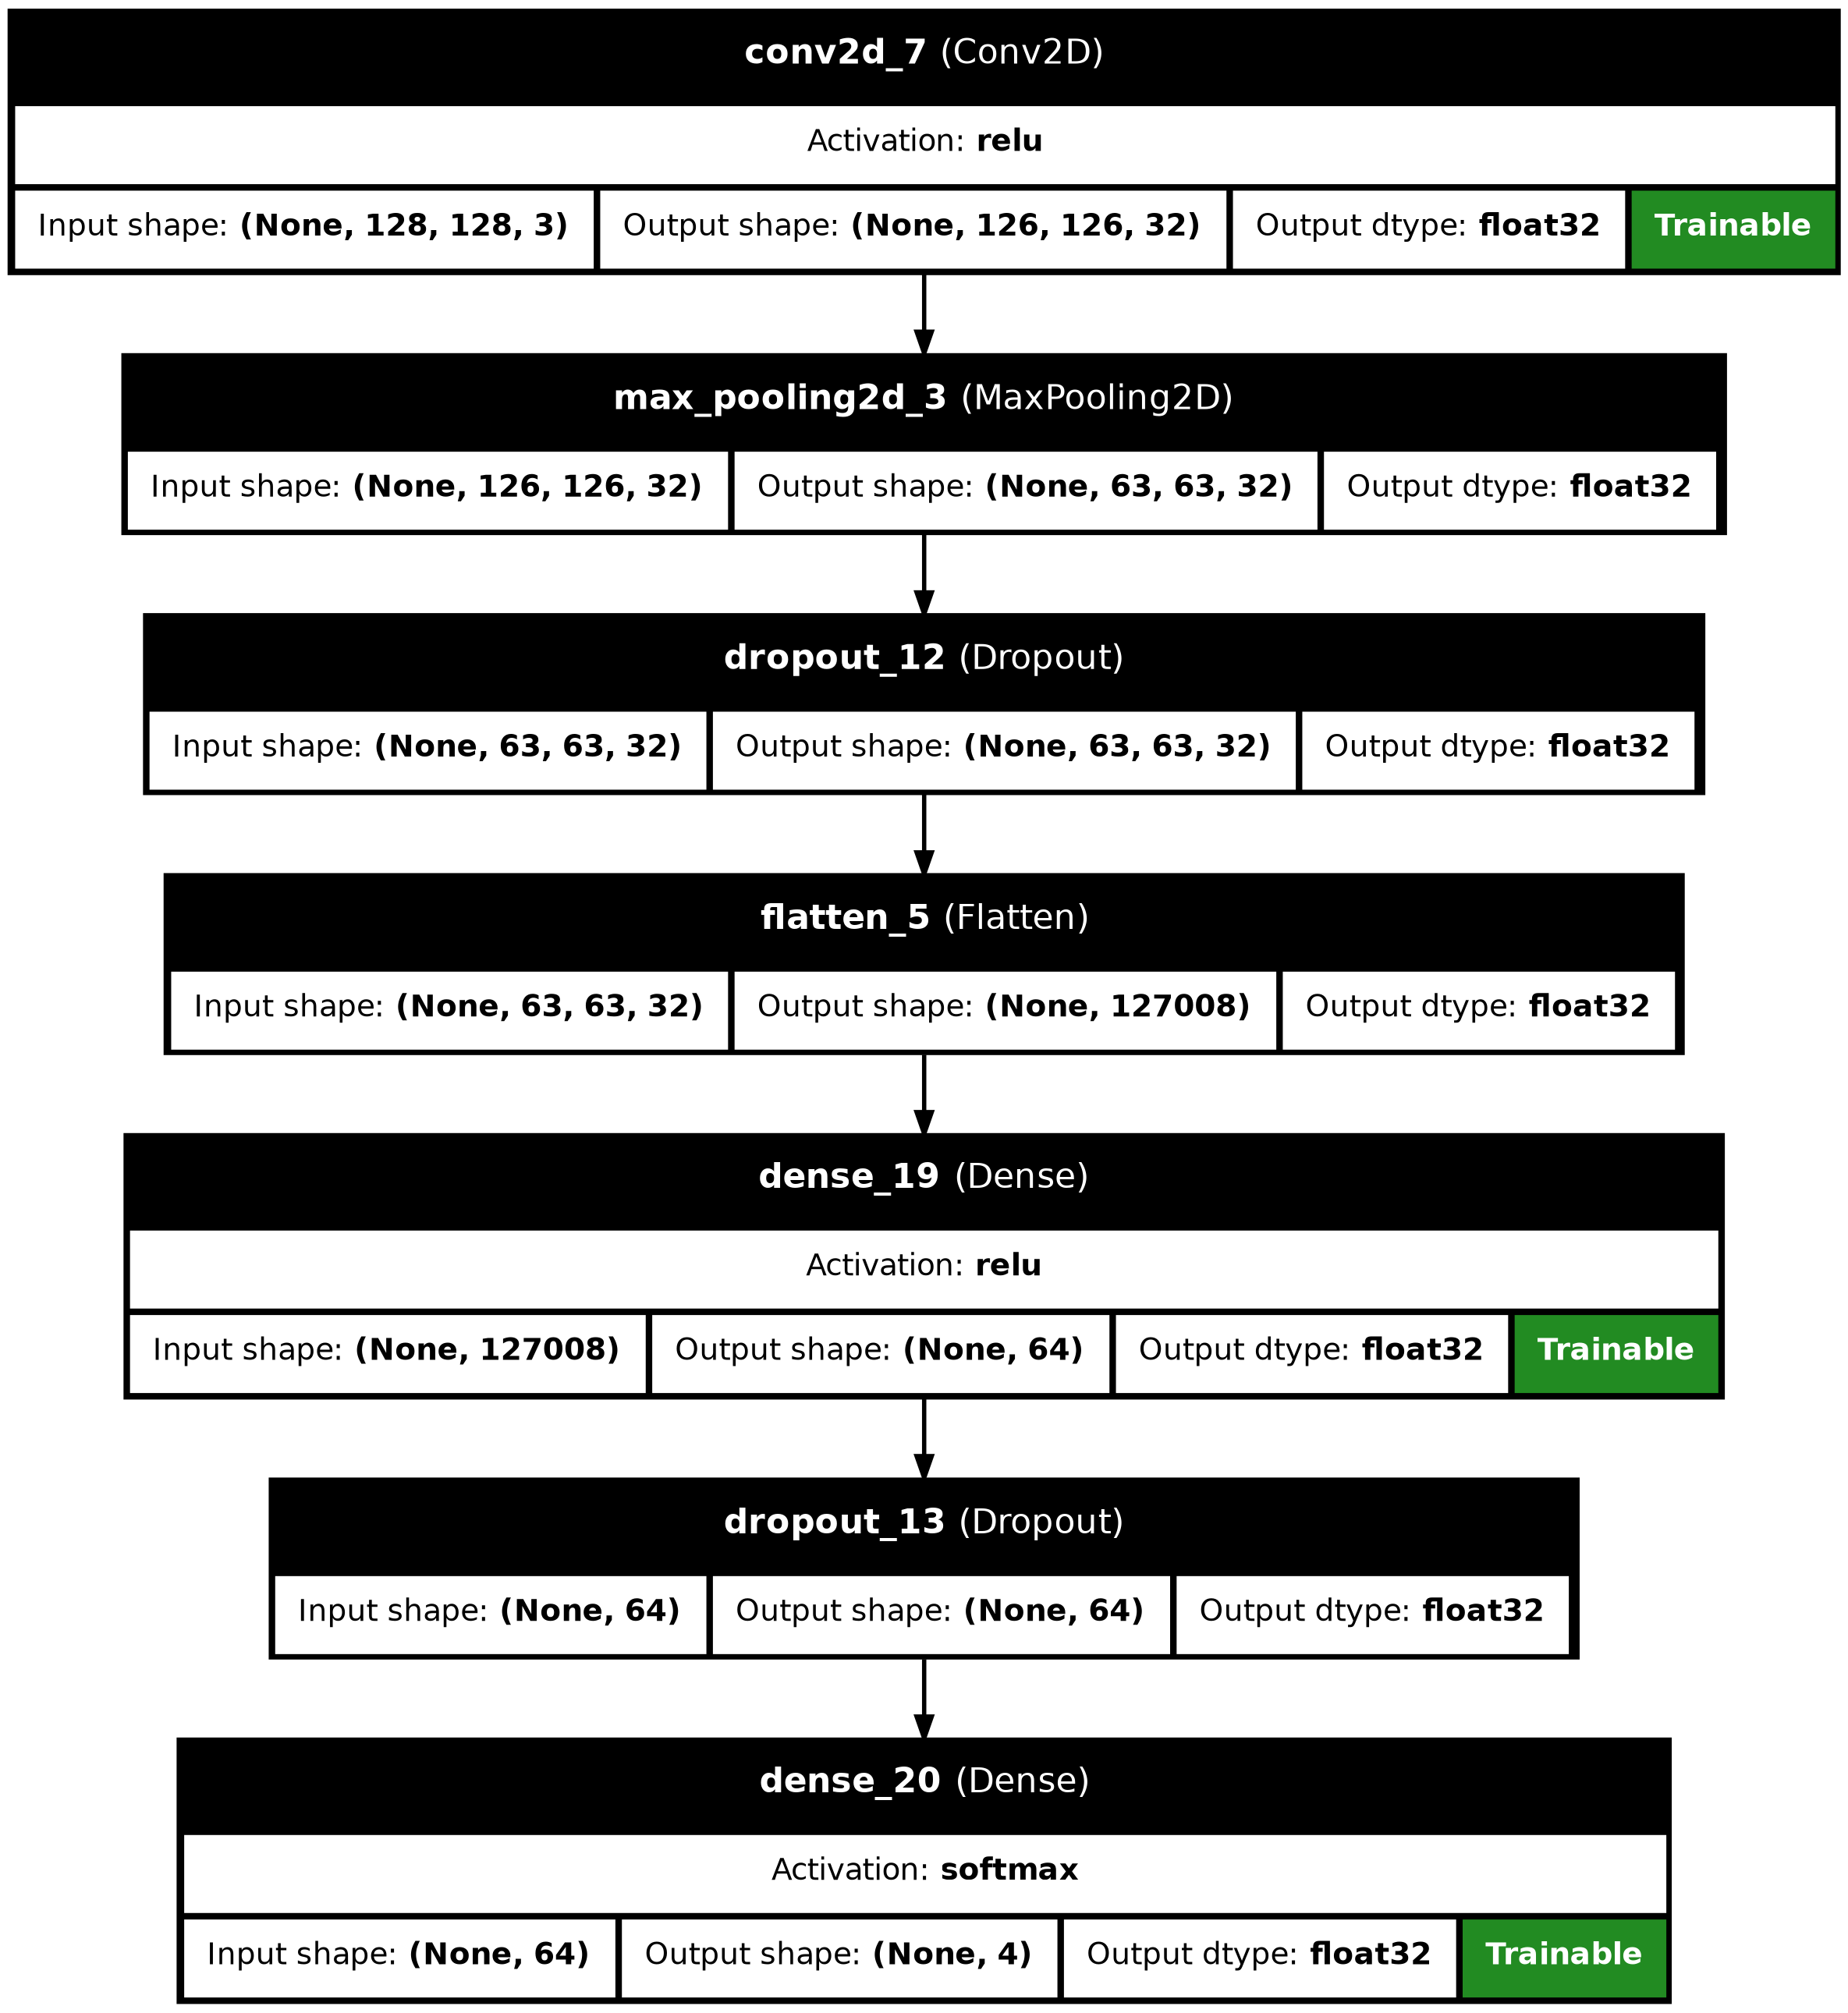 conv2d_7 (Conv2D)
Activation: relu
Input shape: (None, 128, 128, 3) Output shape: (None, 126, 126, 32) Output dtype: float32 Trainable
max_pooling2d_3 (MaxPooling2D)
Input shape: (None, 126, 126, 32) Output shape: (None, 63, 63, 32) Output dtype: float32
dropout_12 (Dropout)
Input shape: (None, 63, 63, 32) Output shape: (None, 63, 63, 32) Output dtype: float32
flatten_5 (Flatten)
Input shape: (None, 63, 63, 32) Output shape: (None, 127008) Output dtype: float32
dense_19 (Dense)
Activation: relu
Input shape: (None, 127008) Output shape: (None, 64) Output dtype: float32 Trainable
dropout_13 (Dropout)
Input shape: (None, 64) Output shape: (None, 64) Output dtype: float32
dense_20 (Dense)
Activation: softmax
Input shape: (None, 64) Output shape: (None, 4) Output dtype: float32 Trainable